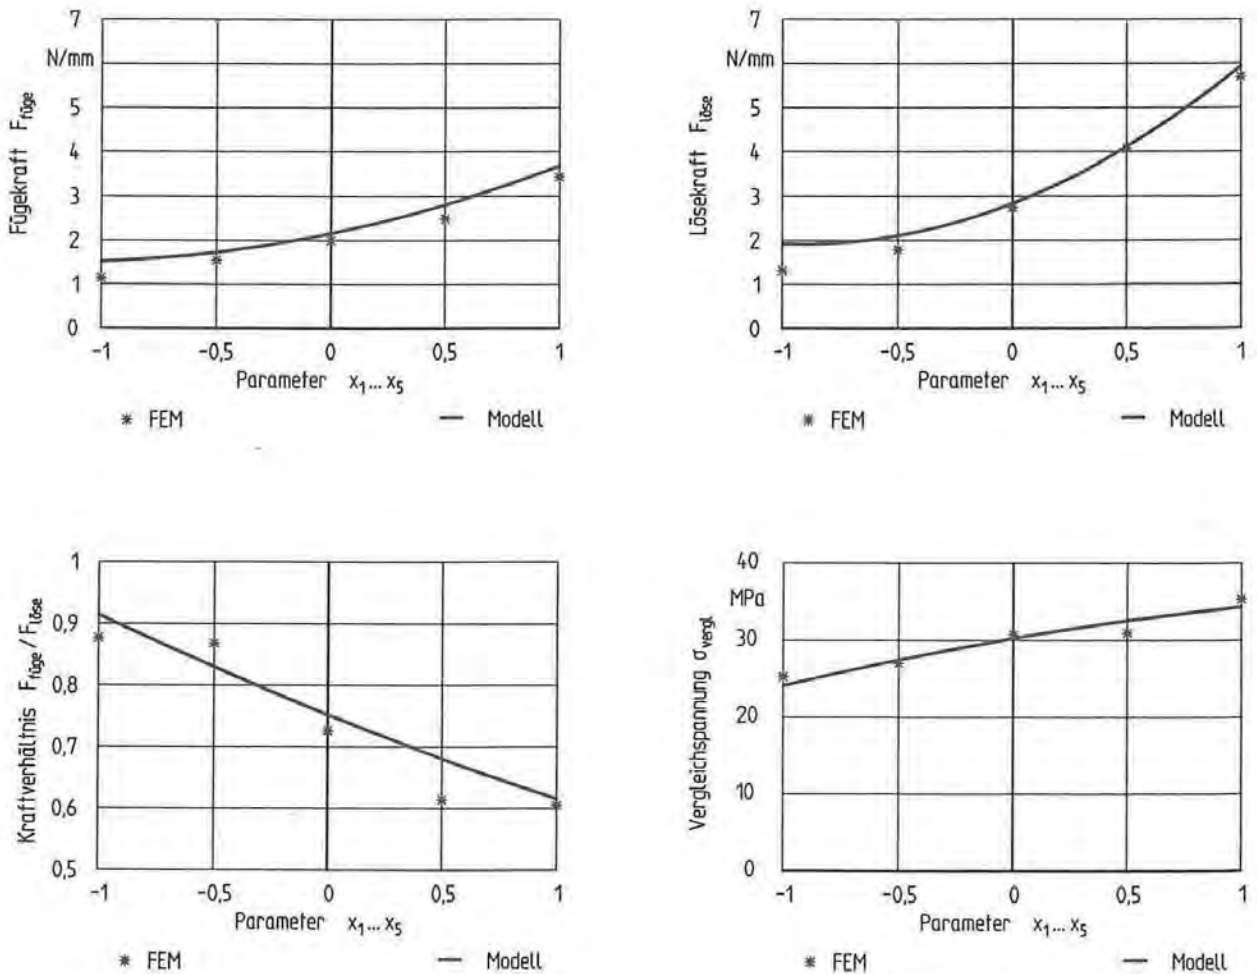 7
N/mm
5
4
3
2
1
0
Fügekraft F_füge
-1 -0,5 0 0,5 1
Parameter x₁... x₅
* FEM — Modell
7
N/mm
5
4
3
2
1
0
Lösekraft F_löse
-1 -0,5 0 0,5 1
Parameter x₁... x₅
* FEM — Modell
1
0,9
0,8
0,7
0,6
0,5
Kraftverhältnis F_füge / F_löse
-1 -0,5 0 0,5 1
Parameter x₁... x₅
* FEM — Modell
40
MPa
30
20
10
0
Vergleichspannung σ_vergl
-1 -0,5 0 0,5 1
Parameter x₁... x₅
* FEM — Modell